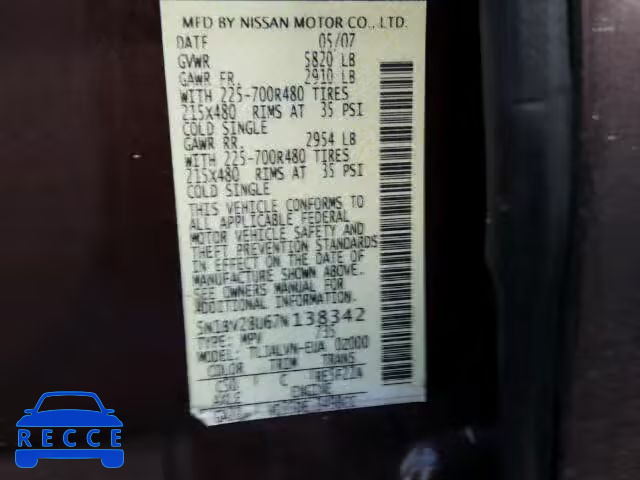 MFD BY NISSAN MOTOR CO., LTD.
DATE 05/07
GVWR 5820 LB
GAWR FR. 2910 LB
WITH 225-700R480 TIRES
215X480 RIMS AT 35 PSI
COLD SINGLE
GAWR RR. 2954 LB
WITH 225-700R480 TIRES
215X480 RIMS AT 35 PSI
COLD SINGLE
THIS VEHICLE CONFORMS TO
ALL APPLICABLE FEDERAL
MOTOR VEHICLE SAFETY AND
THEFT PREVENTION STANDARDS
IN EFFECT ON THE DATE OF
MANUFACTURE SHOWN ABOVE.
SEE OWNERS MANUAL FOR
ADDITIONAL INFORMATION.
5N1BV28U67N138342
TYPE: MPV /35
MODEL: 02000
COLOR TRIM TRANS
C
AXLE ENGINE
RECCE